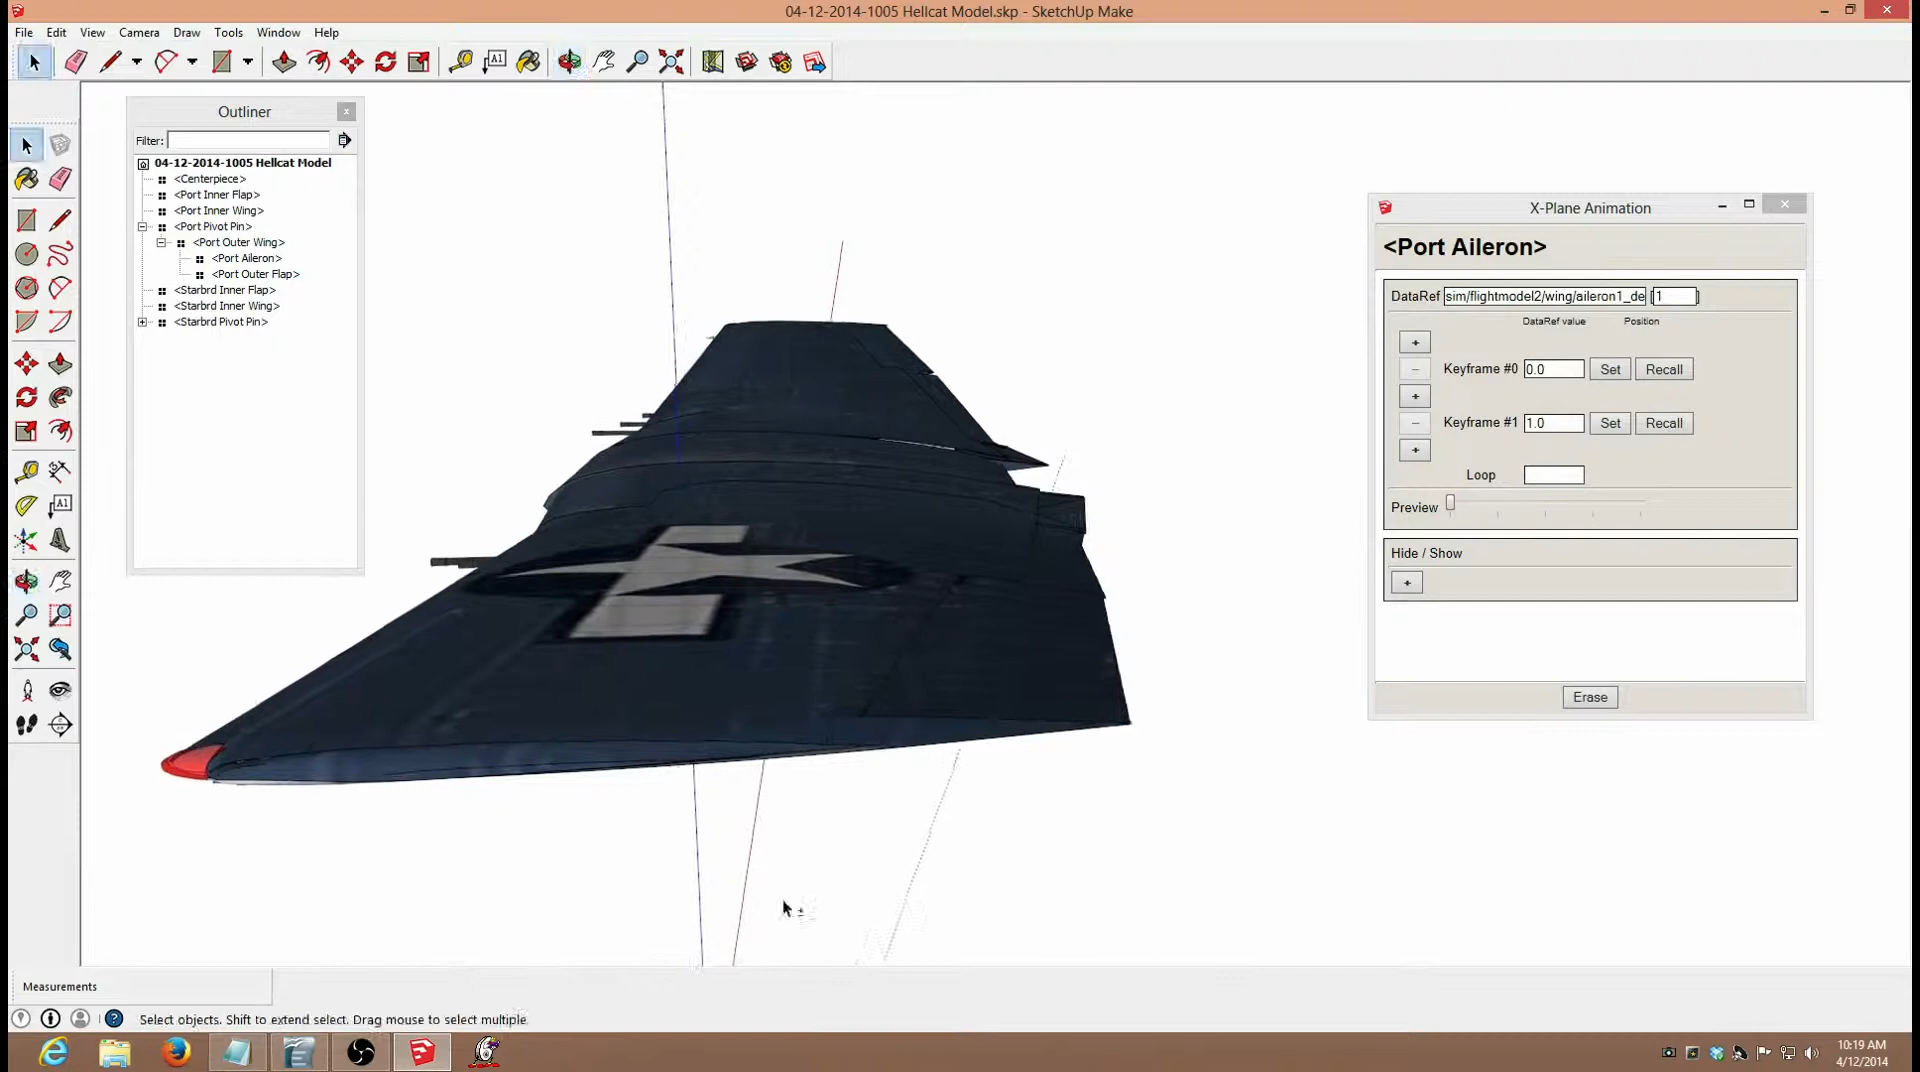 04-12-2014-1005 Hellcat Model.skp - SketchUp Make
File Edit View Camera Draw Tools Window Help
A1
Outliner
Filter:
04-12-2014-1005 Hellcat Model
<Centerpiece>
<Port Inner Flap>
<Port Inner Wing>
<Port Pivot Pin>
<Port Outer Wing>
<Port Aileron>
<Port Outer Flap>
<Starbrd Inner Flap>
<Starbrd Inner Wing>
<Starbrd Pivot Pin>
A1
X-Plane Animation
<Port Aileron>
DataRef sim/flightmodel2/wing/aileron1_de [1]
DataRef value Position
+
- Keyframe #0 0.0 Set Recall
+
- Keyframe #1 1.0 Set Recall
+
Loop
Preview
Hide / Show
+
Erase
Measurements
Select objects. Shift to extend select. Drag mouse to select multiple.
10:19 AM
4/12/2014